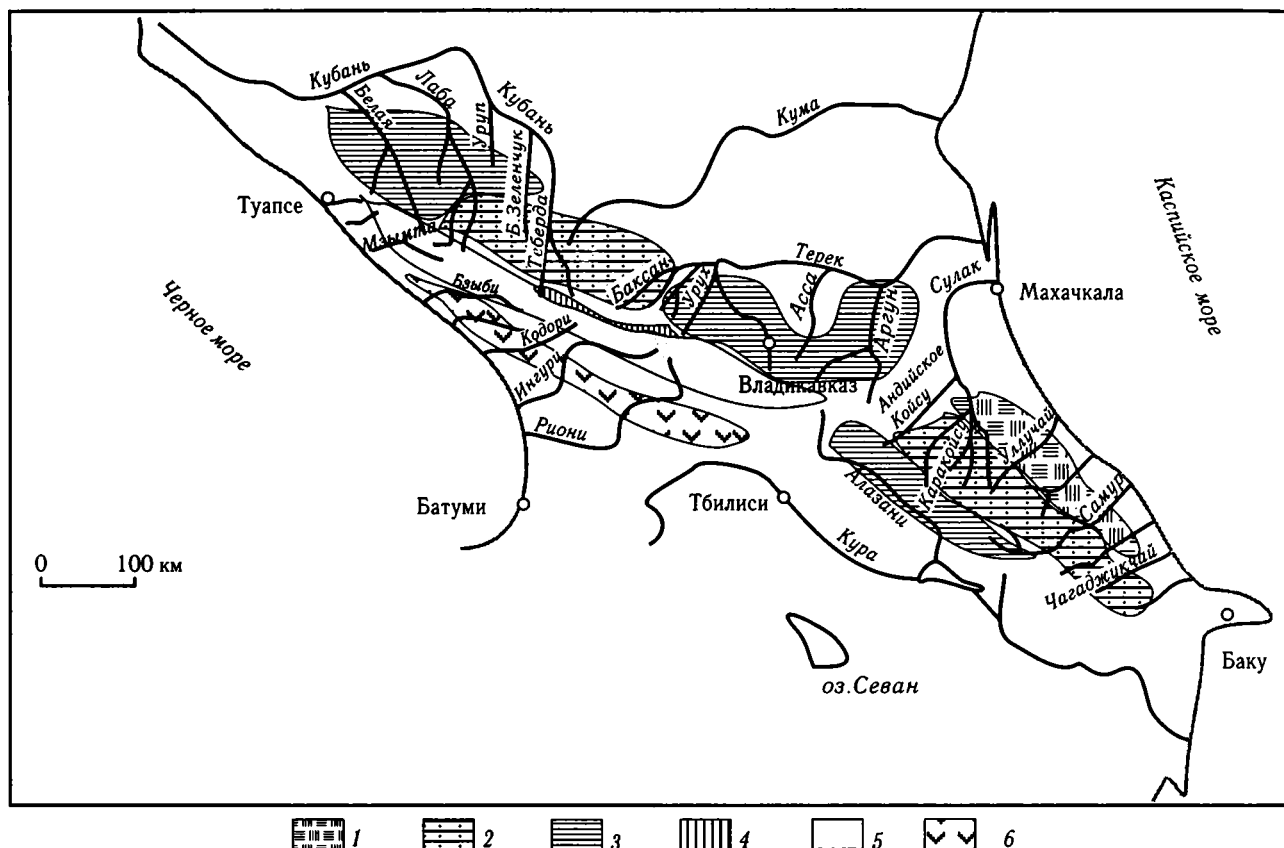 Кубань
Лаба
Белая
Уруп
Кубань
Б.Зеленчук
Теберда
Кума
Туапсе
Мзымта
Баксан
Урух
Терек
Асса
Аргун
Сулак
Махачкала
Каспийское море
Черное море
Бзыби
Кодори
Ингури
Риони
Владикавказ
Андийское
Койсу
Каракойсу
Уллучай
Самур
Алазани
Чагаджукчай
Батуми
Тбилиси
Кура
0 100 км
оз.Севан
Баку
1 2 3 4 5 6